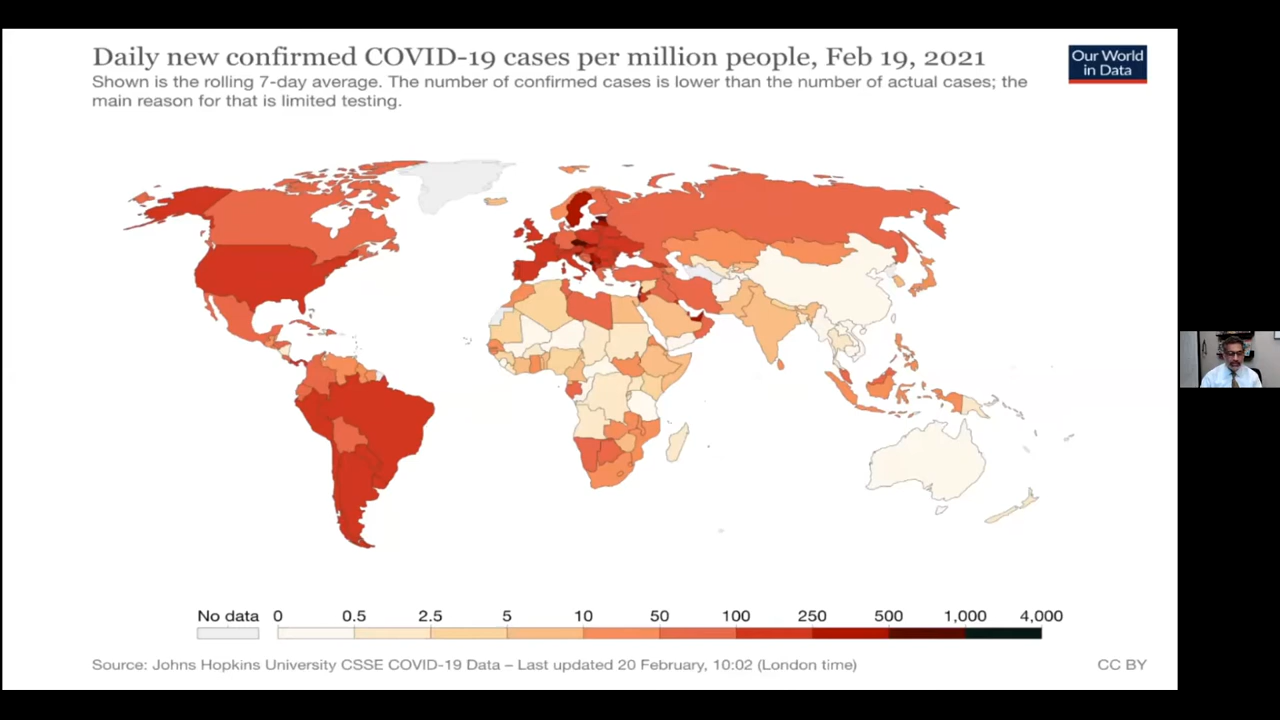 Daily new confirmed COVID-19 cases per million people, Feb 19, 2021
Our World
in Data
Shown is the rolling 7-day average. The number of confirmed cases is lower than the number of actual cases; the
main reason for that is limited testing.
No data 0 0.5 2.5 5 10 50 100 250 500 1,000 4,000
Source: Johns Hopkins University CSSE COVID-19 Data – Last updated 20 February, 10:02 (London time)
CC BY